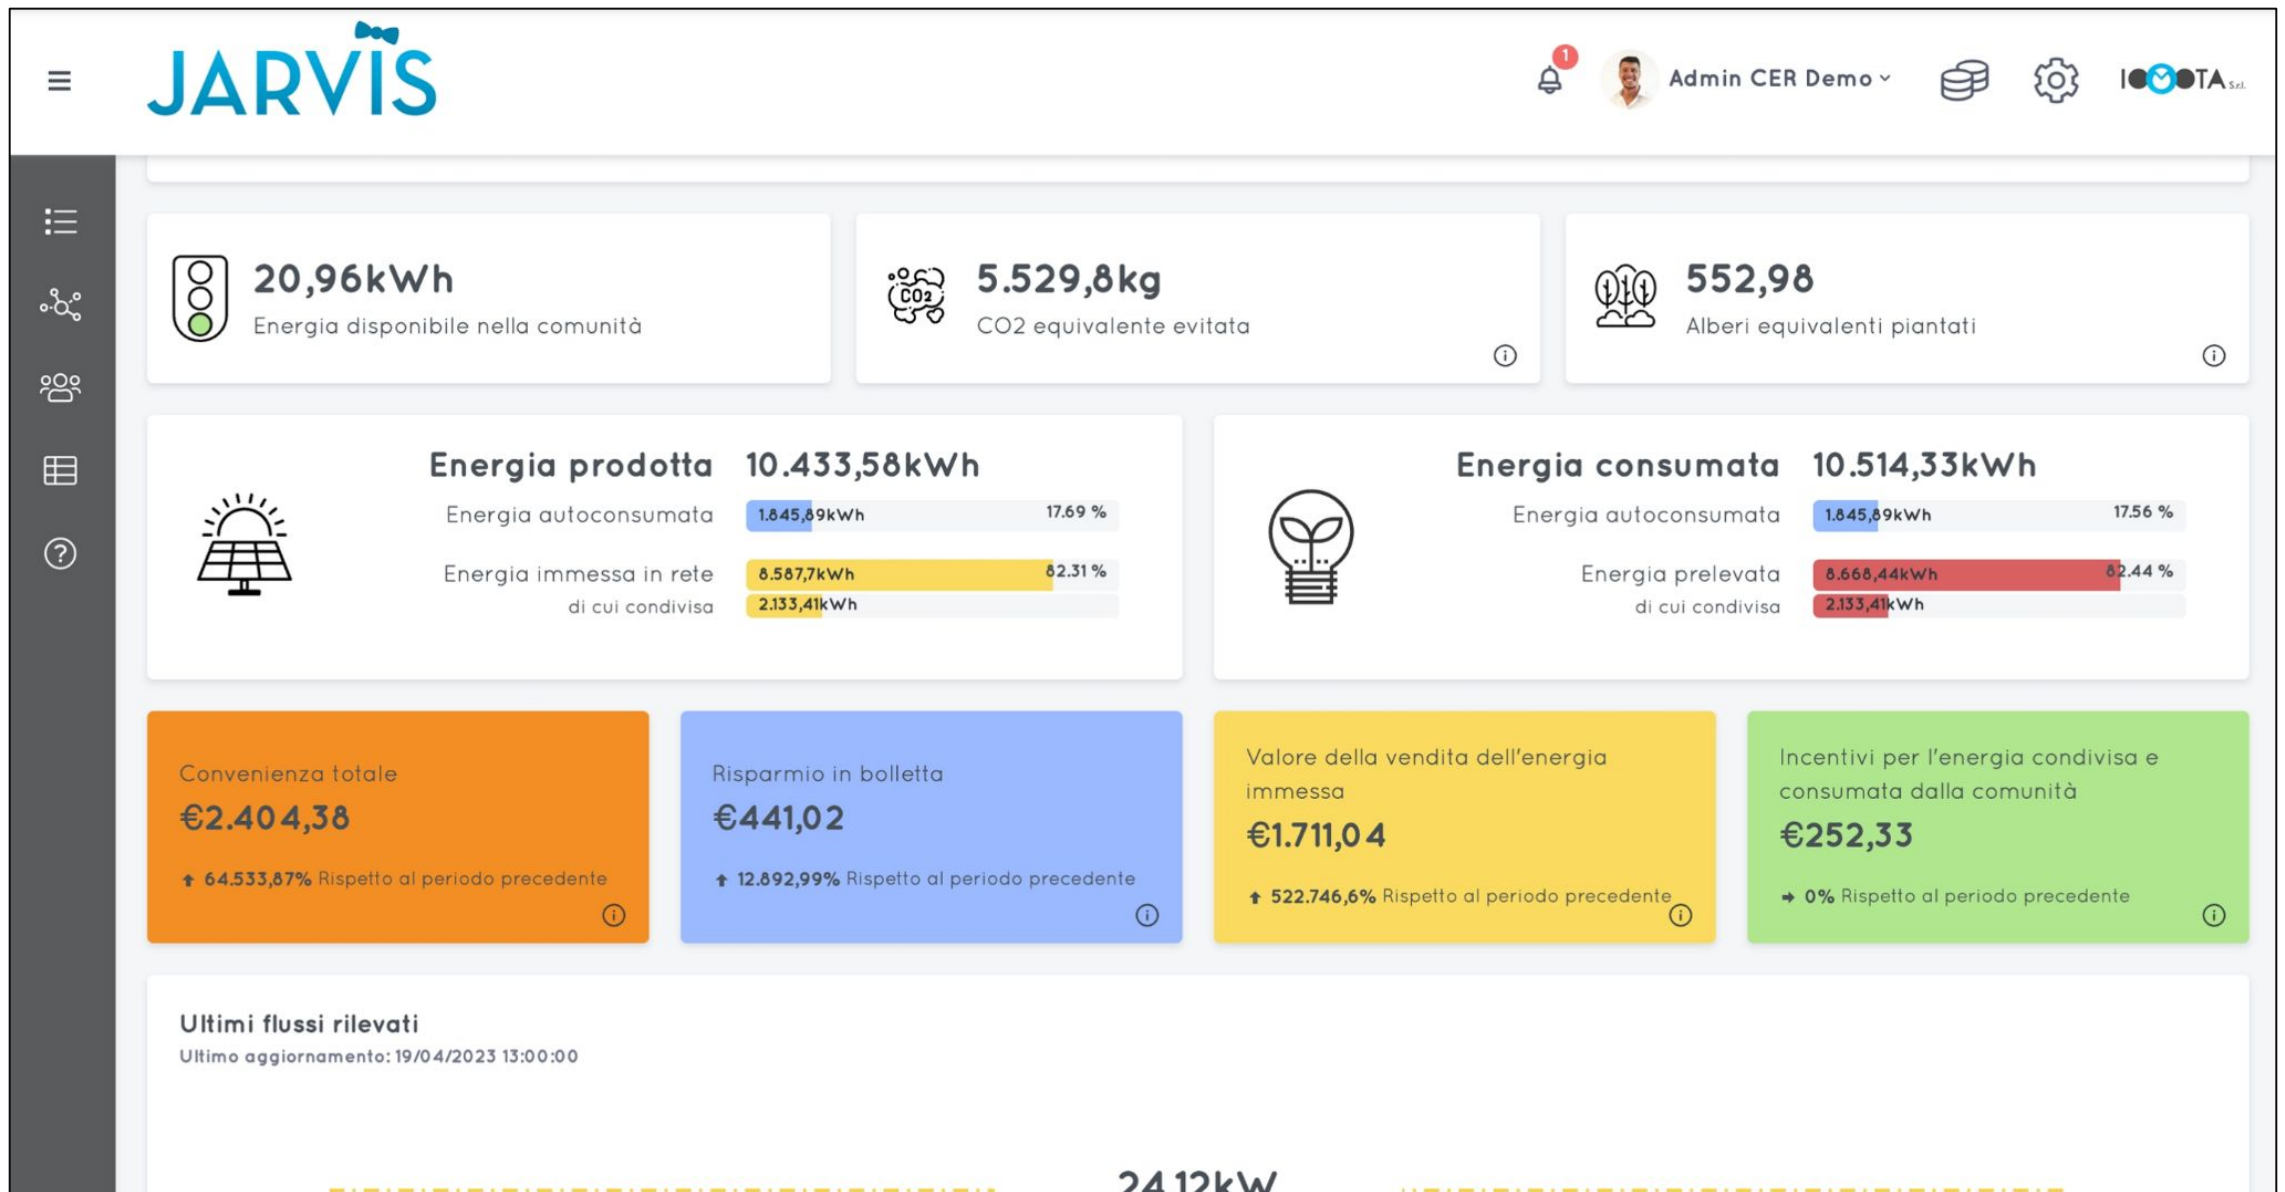 JARVIS
1
Admin CER Demo
IOOOTA S.r.l.
20,96kWh
Energia disponibile nella comunità
CO2
5.529,8kg
CO2 equivalente evitata
552,98
Alberi equivalenti piantati
Energia prodotta 10.433,58kWh
Energia autoconsumata 1.845,89kWh 17.69 %
Energia immessa in rete 8.587,7kWh 82.31 %
di cui condivisa 2.133,41kWh
Energia consumata 10.514,33kWh
Energia autoconsumata 1.845,89kWh 17.56 %
Energia prelevata 8.668,44kWh 82.44 %
di cui condivisa 2.133,41kWh
Convenienza totale
€2.404,38
64.533,87% Rispetto al periodo precedente
Risparmio in bolletta
€441,02
12.892,99% Rispetto al periodo precedente
Valore della vendita dell'energia
immessa
€1.711,04
522.746,6% Rispetto al periodo precedente
Incentivi per l'energia condivisa e
consumata dalla comunità
€252,33
0% Rispetto al periodo precedente
Ultimi flussi rilevati
Ultimo aggiornamento: 19/04/2023 13:00:00
24,12kW